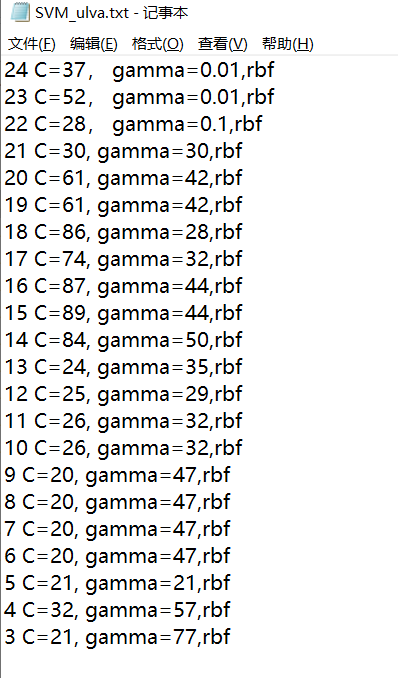 SVM_ulva.txt - 记事本
文件(F) 编辑(E) 格式(O) 查看(V) 帮助(H)
24 C=37， gamma=0.01,rbf
23 C=52， gamma=0.01,rbf
22 C=28， gamma=0.1,rbf
21 C=30, gamma=30,rbf
20 C=61, gamma=42,rbf
19 C=61, gamma=42,rbf
18 C=86, gamma=28,rbf
17 C=74, gamma=32,rbf
16 C=87, gamma=44,rbf
15 C=89, gamma=44,rbf
14 C=84, gamma=50,rbf
13 C=24, gamma=35,rbf
12 C=25, gamma=29,rbf
11 C=26, gamma=32,rbf
10 C=26, gamma=32,rbf
9 C=20, gamma=47,rbf
8 C=20, gamma=47,rbf
7 C=20, gamma=47,rbf
6 C=20, gamma=47,rbf
5 C=21, gamma=21,rbf
4 C=32, gamma=57,rbf
3 C=21, gamma=77,rbf